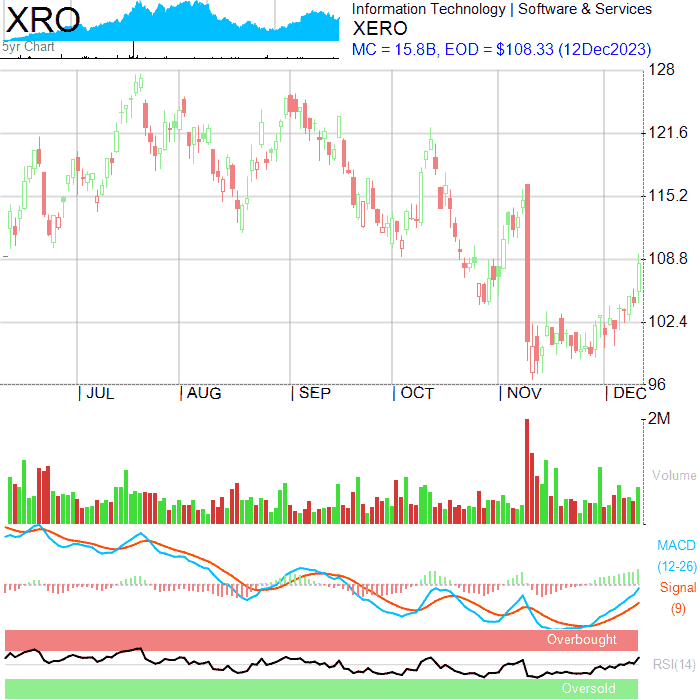 XRO
5yr Chart
Information Technology | Software & Services
XERO
MC = 15.8B, EOD = $108.33 (12Dec2023)
128
121.6
115.2
108.8
102.4
96
| JUL | AUG | SEP | OCT | NOV | DEC
2M
Volume
MACD
(12-26)
Signal
(9)
Overbought
RSI(14)
Oversold